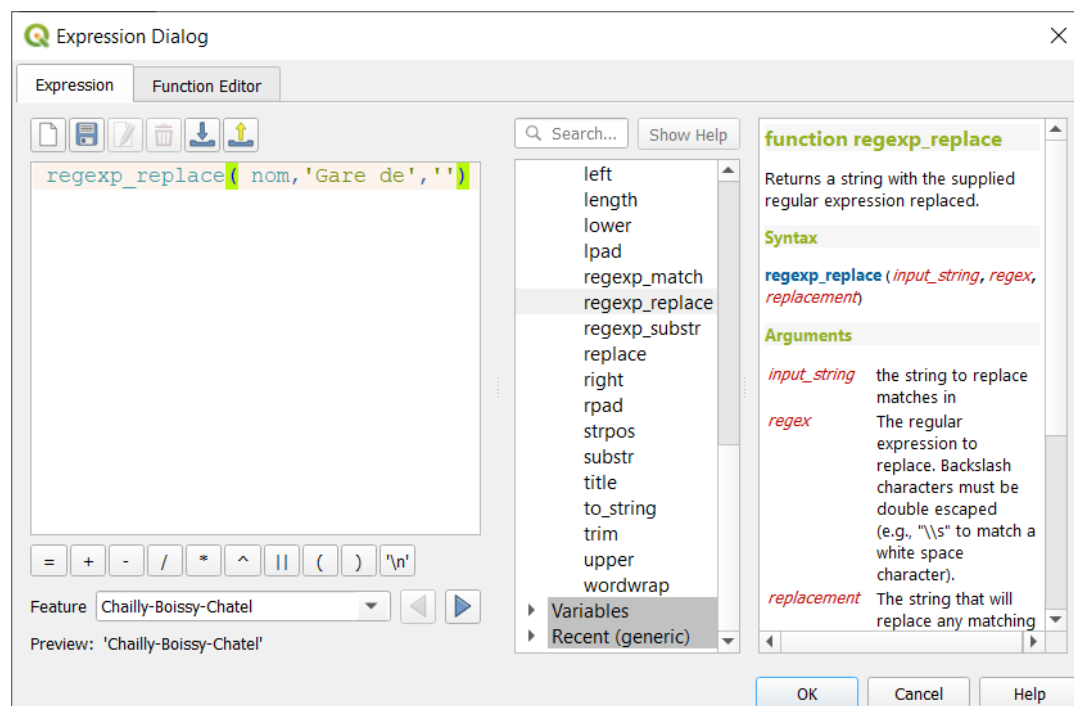 Expression Dialog
Expression
Function Editor
Search...
Show Help
regexp_replace( nom,'Gare de','')
=
+
-
/
*
^
||
(
)
'\n'
Feature Chailly-Boissy-Chatel
Preview: 'Chailly-Boissy-Chatel'
left
length
lower
lpad
regexp_match
regexp_replace
regexp_substr
replace
right
rpad
strpos
substr
title
to_string
trim
upper
wordwrap
Variables
Recent (generic)
function regexp_replace
Returns a string with the supplied
regular expression replaced.
Syntax
regexp_replace (input_string, regex,
replacement)
Arguments
input_string the string to replace
matches in
regex The regular
expression to
replace. Backslash
characters must be
double escaped
(e.g., "\\s" to match a
white space
character).
replacement The string that will
replace any matching
OK
Cancel
Help